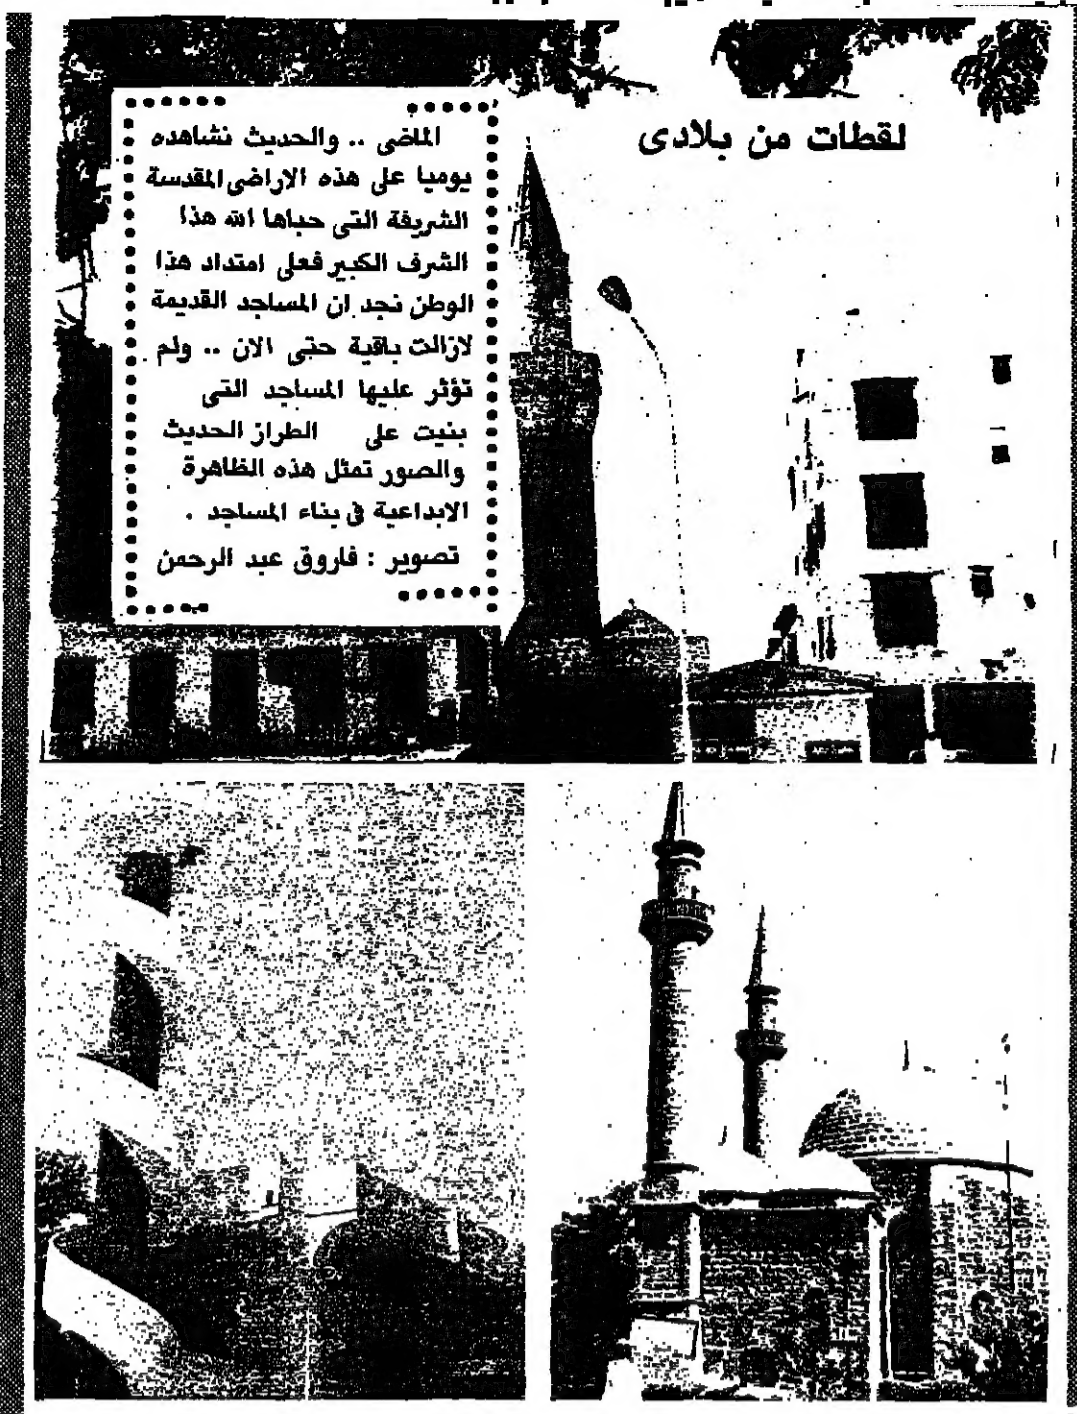 لقطات من بلادى
الماضى .. والحديث نشاهده
يوميا على هذه الاراضى المقدسة
الشريفة التى حباها الله هذا
الشرف الكبير فعلى امتداد هذا
الوطن نجد ان المساجد القديمة
لازالت باقية حتى الان .. ولم
تؤثر عليها المساجد التى
بنيت على الطراز الحديث
والصور تمثل هذه الظاهرة
الابداعية في بناء المساجد .
تصوير : فاروق عبد الرحمن